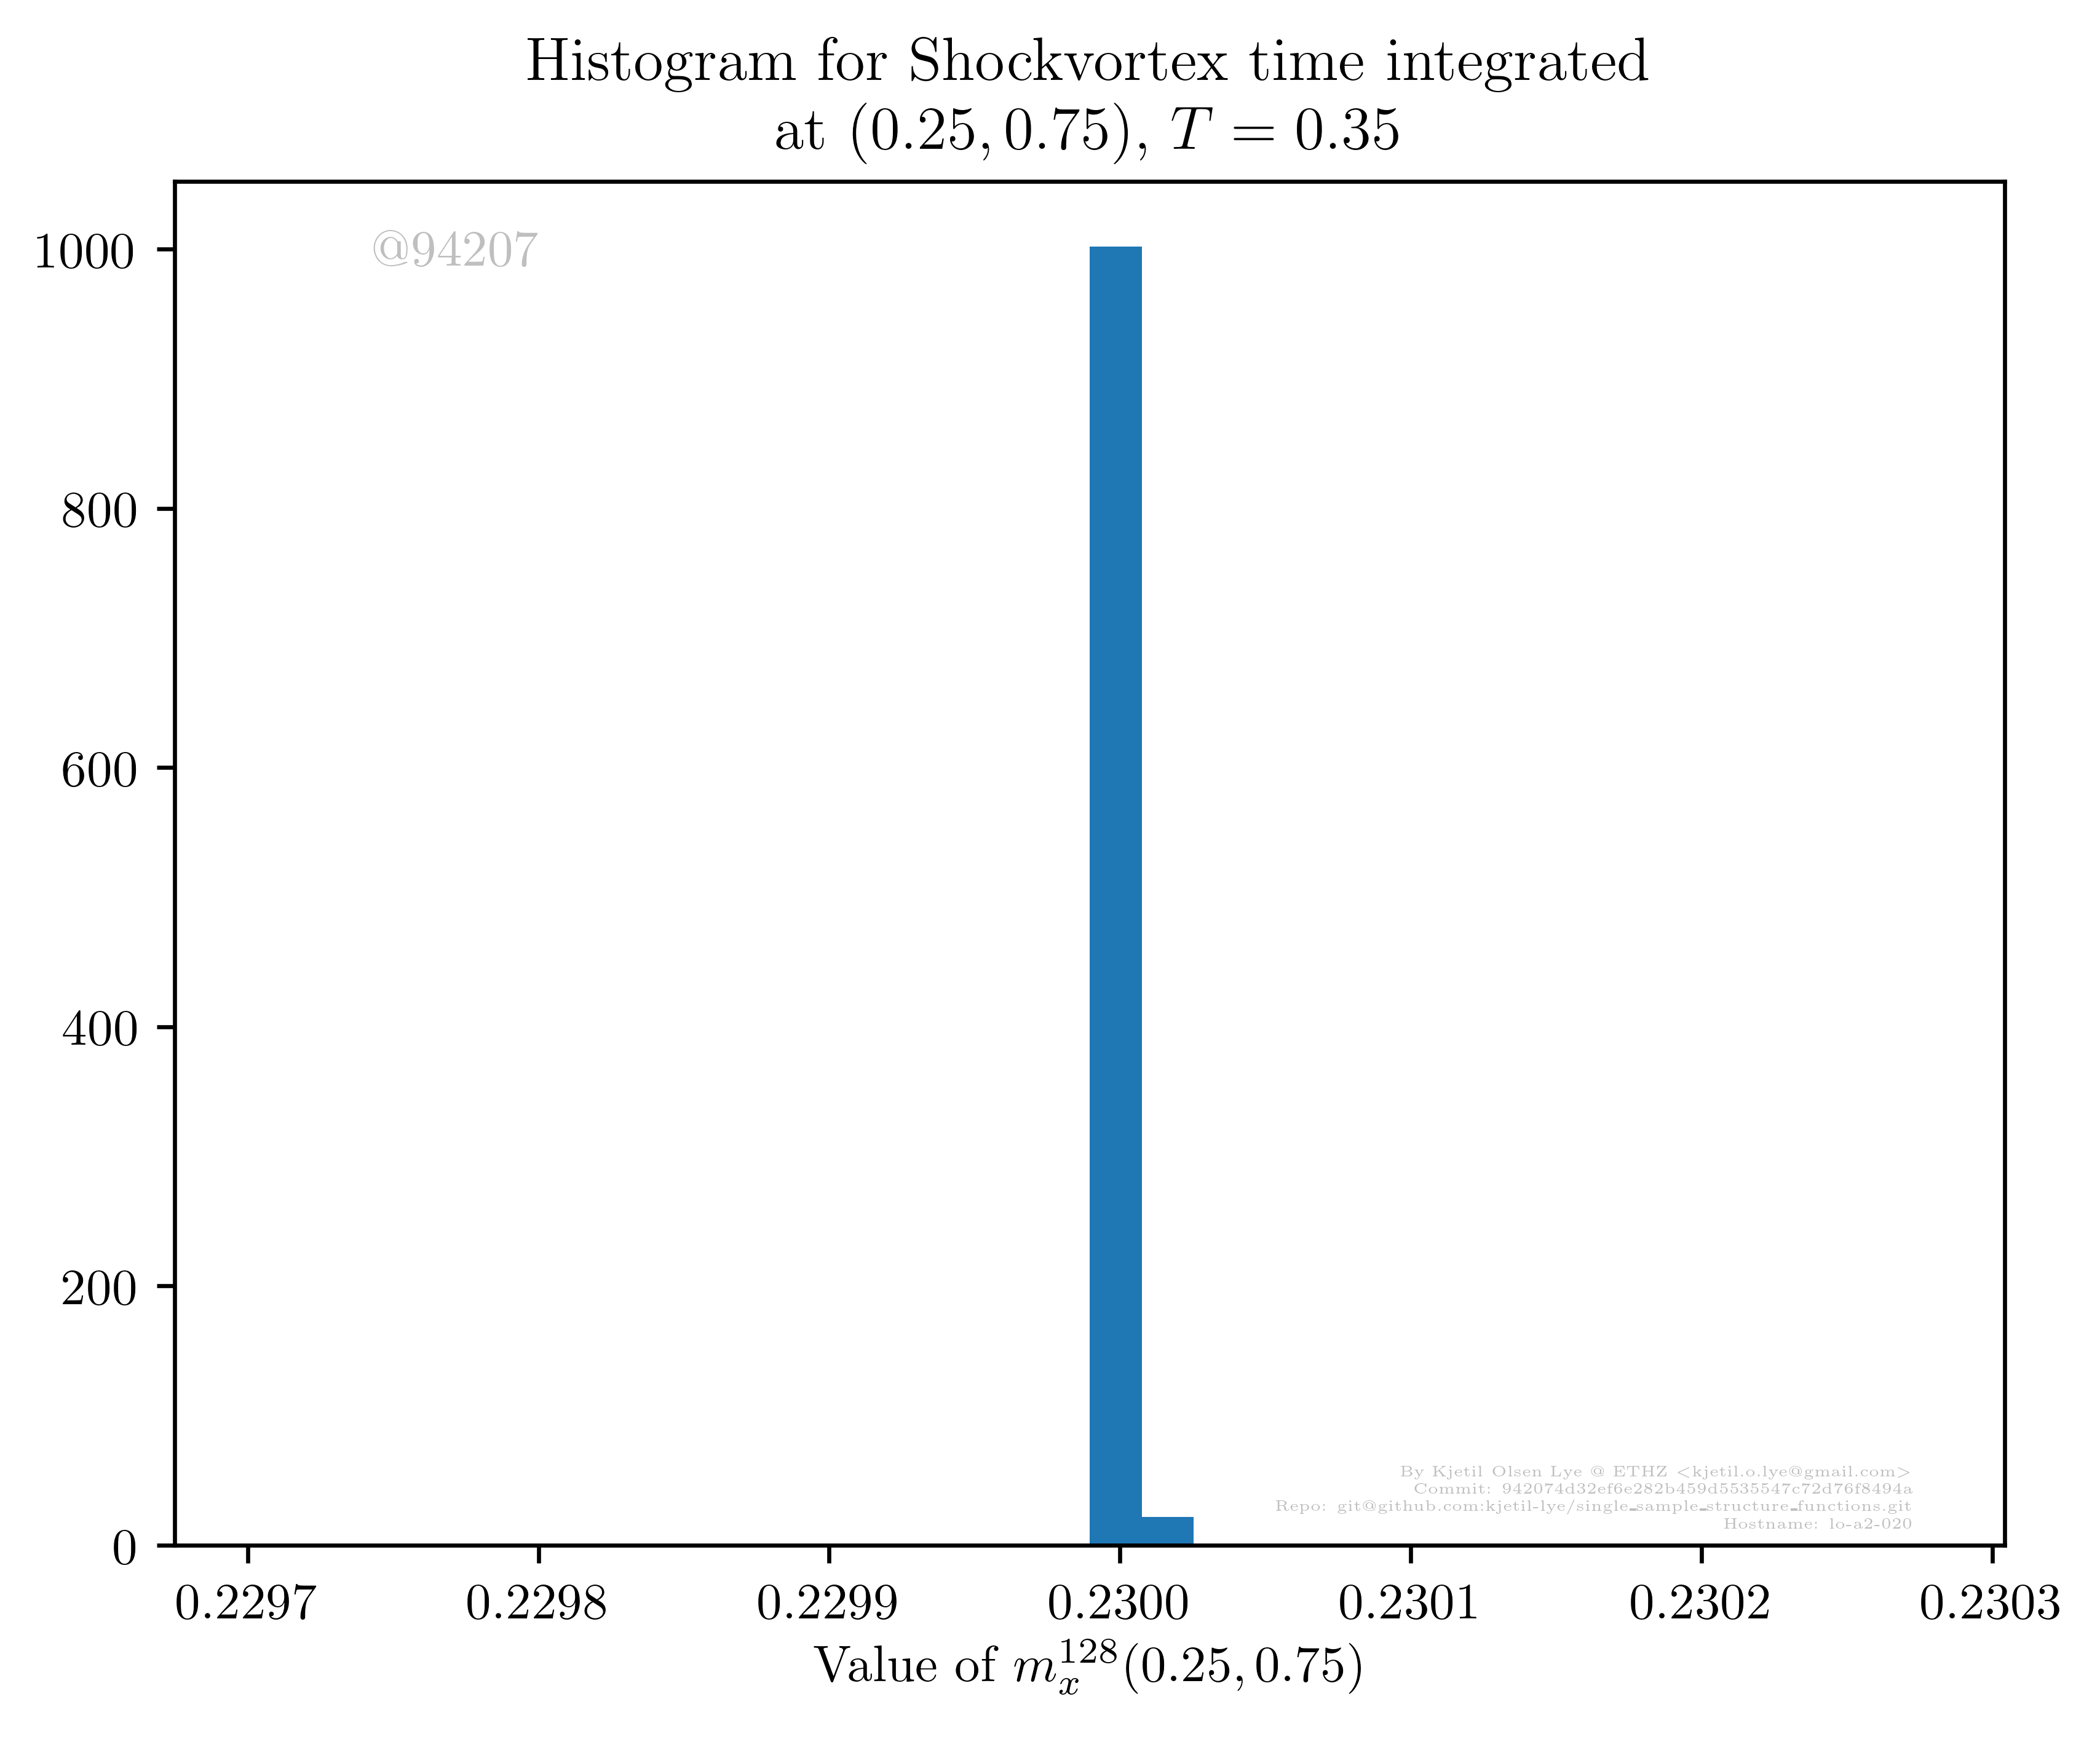 Histogram for Shockvortex time integrated
at (0.25, 0.75), T = 0.35
@94207
1000
800
600
400
200
0
By Kjetil Olsen Lye @ ETHZ <kjetil.o.lye@gmail.com>
Commit: 942074d32ef6e282b459d5535547c72d76f8494a
Repo: git@github.com:kjetil-lye/single_sample_structure_functions.git
Hostname: lo-a2-020
0.2297 0.2298 0.2299 0.2300 0.2301 0.2302 0.2303
Value of m_x^{128}(0.25, 0.75)